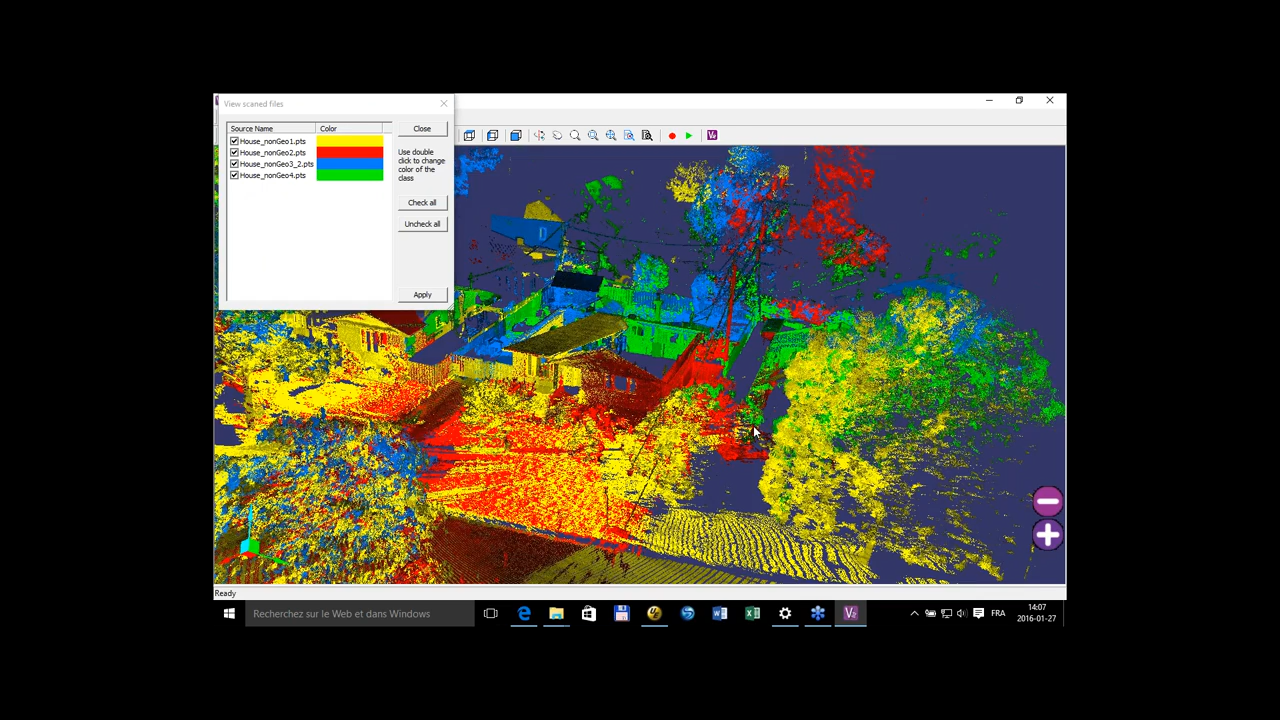 View scaned files
Source Name Color
House_nonGeo1.pts
House_nonGeo2.pts
House_nonGeo3_2.pts
House_nonGeo4.pts
Close
Use double
click to change
color of the
class
Check all
Uncheck all
Apply
Ready
Recherchez sur le Web et dans Windows
FRA
14:07
2016-01-27